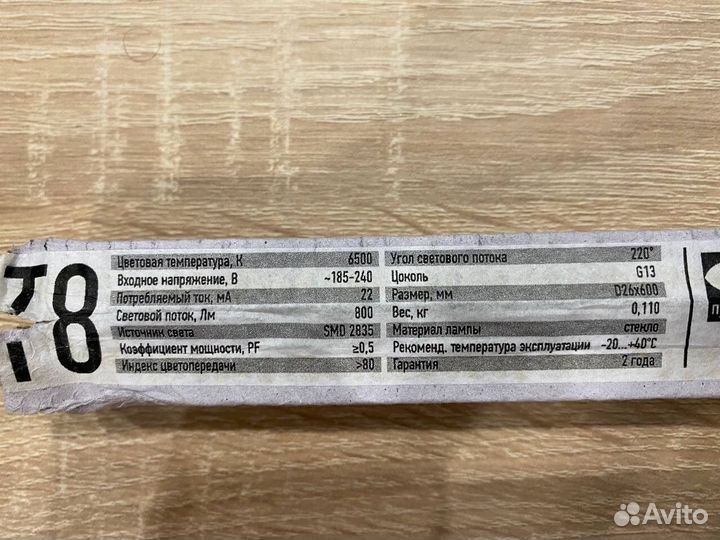 T8
Цветовая температура, К 6500
Входное напряжение, В ~185-240
Потребляемый ток, мА 22
Световой поток, Лм 800
Источник света SMD 2835
Коэффициент мощности, PF ≥0,5
Индекс цветопередачи >80
Угол светового потока 220°
Цоколь G13
Размер, мм D26x600
Вес, кг 0,110
Материал лампы стекло
Рекоменд. температура эксплуатации -20...+40°C
Гарантия 2 года
Avito